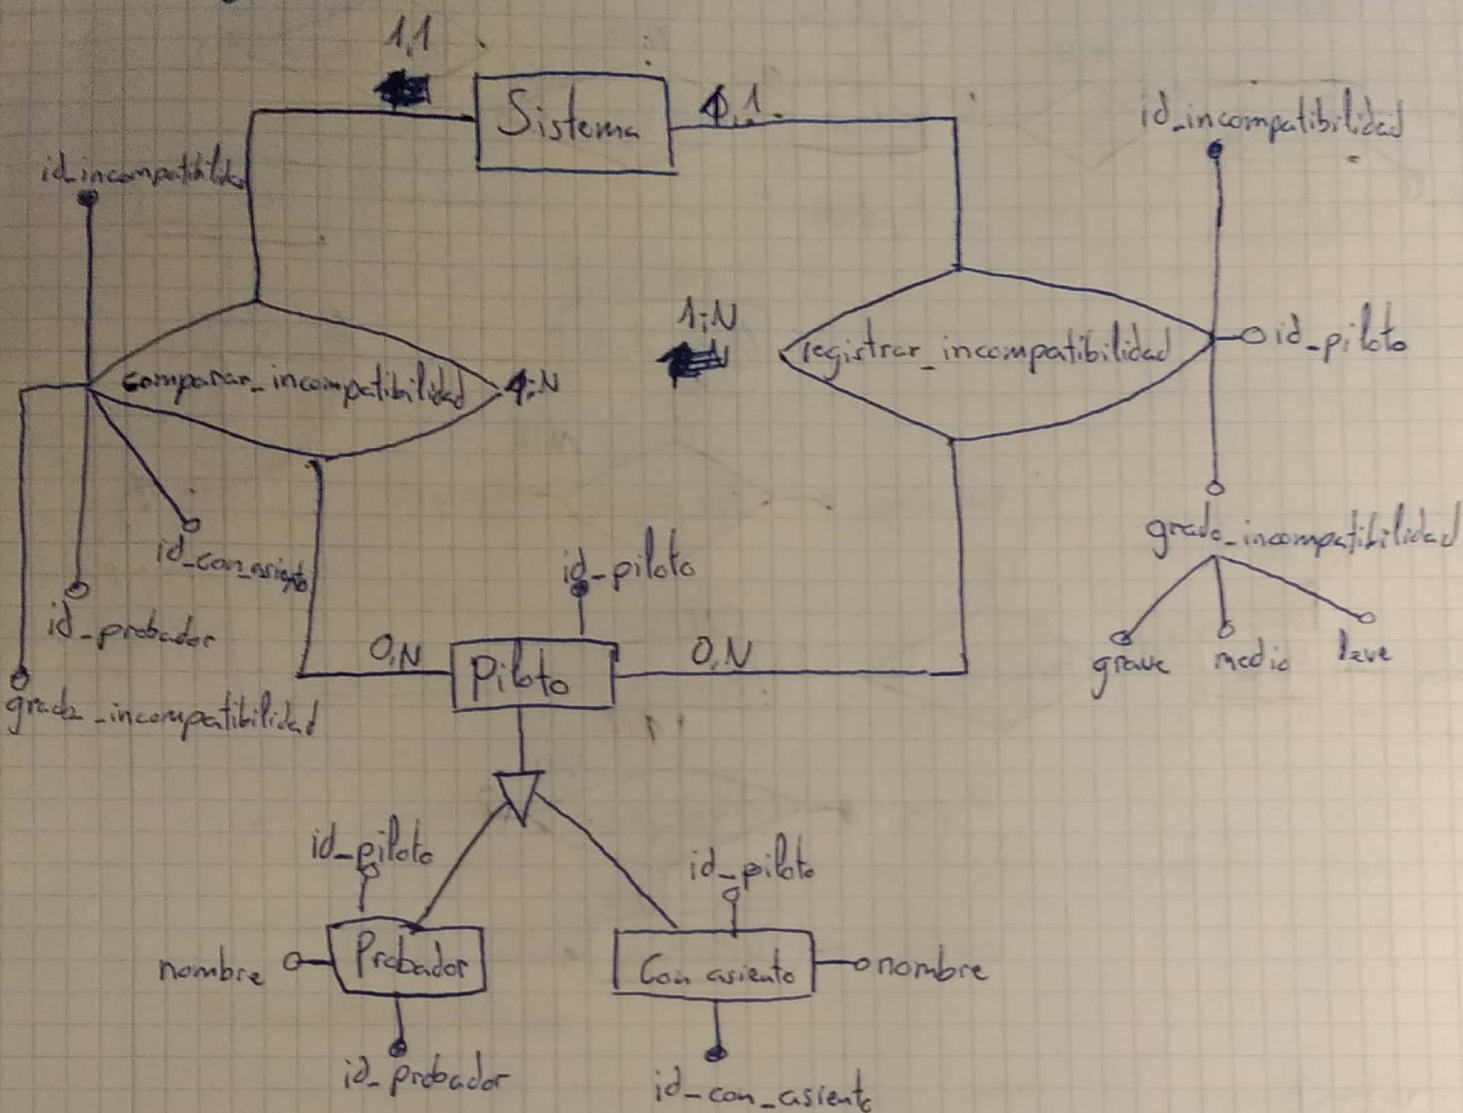 1,1
Sistema
0,1
id_incompatibilidad
id_incompatibilidad
1:N
registrar_incompatibilidad
id_piloto
comparar_incompatibilidad
1:N
grado_incompatibilidad
grave
medio
leve
id_con_asiento
id_probador
grado_incompatibilidad
id_piloto
0,N
Piloto
0,N
id_piloto
id_piloto
nombre
Probador
Con asiento
nombre
id_probador
id_con_asiento